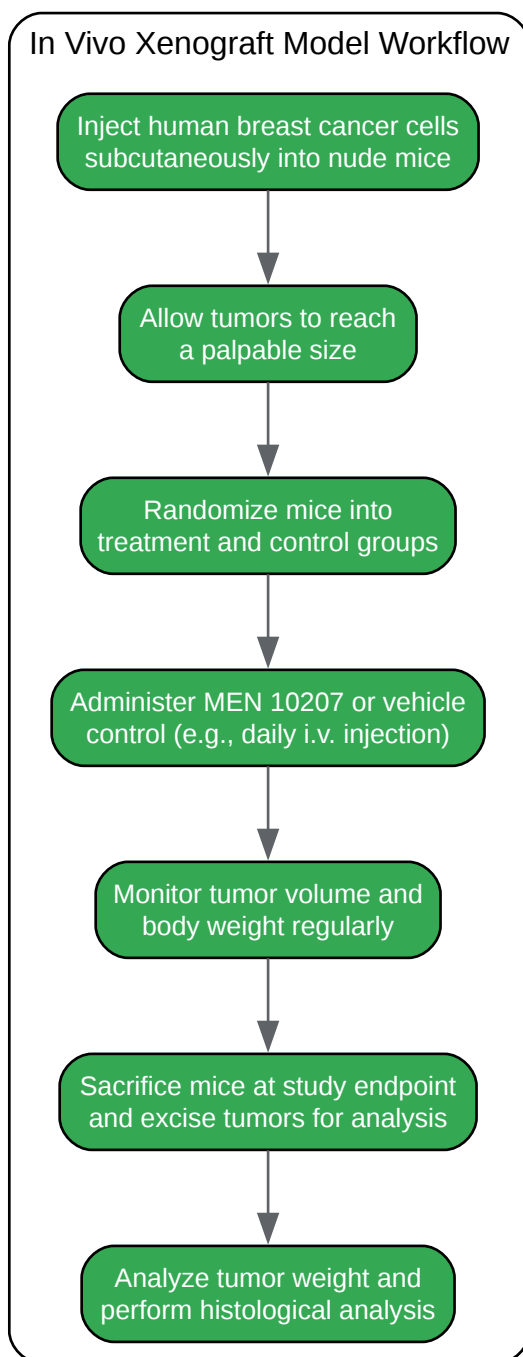 In Vivo Xenograft Model Workflow
Inject human breast cancer cells
subcutaneously into nude mice
Allow tumors to reach
a palpable size
Randomize mice into
treatment and control groups
Administer MEN 10207 or vehicle
control (e.g., daily i.v. injection)
Monitor tumor volume and
body weight regularly
Sacrifice mice at study endpoint
and excise tumors for analysis
Analyze tumor weight and
perform histological analysis